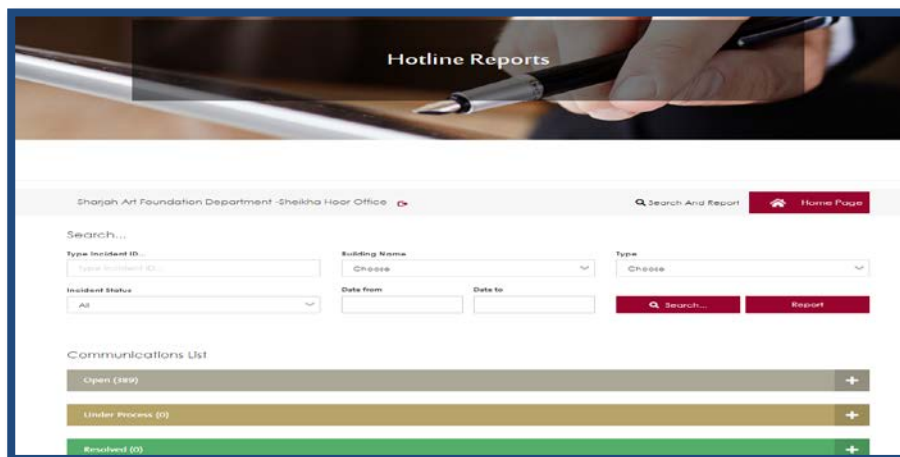 Hotline Reports
Sharjah Art Foundation Department -Sheikha Hoor Office
Search And Report
Home Page
Search...
Type Incident ID...
Building Name
Type
Type Incident ID...
Choose
Choose
Incident Status
Date from
Date to
All
Search...
Report
Communications List
Open (389)
Under Process (0)
Resolved (0)